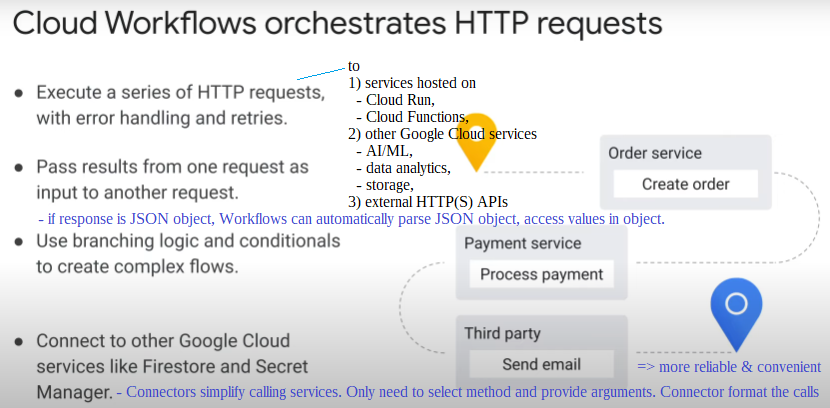 Cloud Workflows orchestrates HTTP requests
• Execute a series of HTTP requests,
with error handling and retries.
to
1) services hosted on
- Cloud Run,
- Cloud Functions,
2) other Google Cloud services
- AI/ML,
- data analytics,
- storage,
3) external HTTP(S) APIs
• Pass results from one request as
input to another request.
- if response is JSON object, Workflows can automatically parse JSON object, access values in object.
• Use branching logic and conditionals
to create complex flows.
• Connect to other Google Cloud
services like Firestore and Secret
Manager. - Connectors simplify calling services. Only need to select method and provide arguments. Connector format the calls
Order service
Create order
Payment service
Process payment
Third party
Send email
=> more reliable & convenient